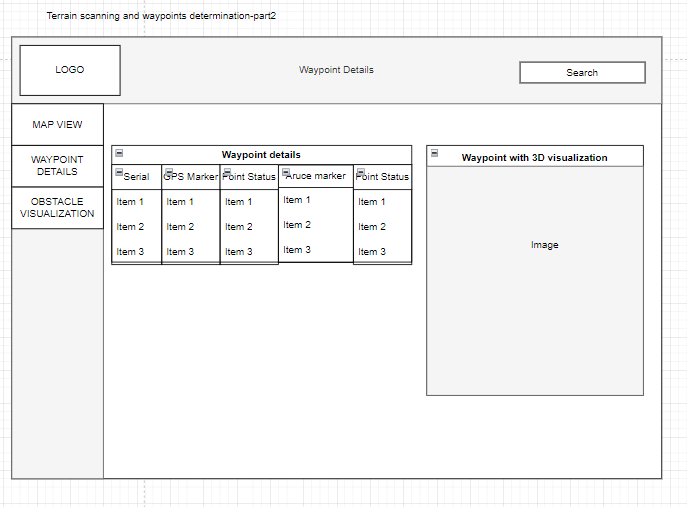 Terrain scanning and waypoints determination-part2
LOGO
Waypoint Details
Search
MAP VIEW
WAYPOINT
DETAILS
OBSTACLE
VISUALIZATION
Waypoint details
Serial GPS Marker Point Status Aruce marker Point Status
Item 1 Item 1 Item 1 Item 1 Item 1
Item 2 Item 2 Item 2 Item 2 Item 2
Item 3 Item 3 Item 3 Item 3 Item 3
Waypoint with 3D visualization
Image